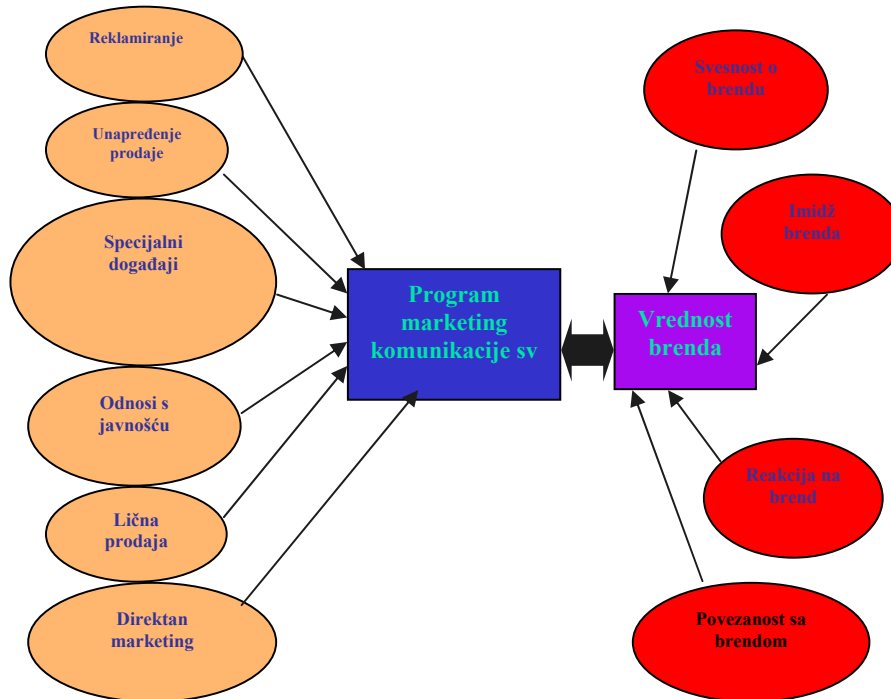 Reklamiranje
Unapređenje
prodaje
Specijalni
događaji
Odnosi s
javnošću
Lična
prodaja
Direktan
marketing
Program
marketing
komunikacije sv
Vrednost
brenda
Svesnost o
brendu
Imidž
brenda
Reakcija na
brend
Povezanost sa
brendom